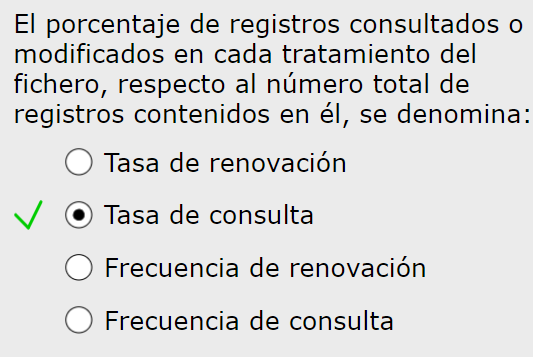 El porcentaje de registros consultados o
modificados en cada tratamiento del
fichero, respecto al número total de
registros contenidos en él, se denomina:
Tasa de renovación
Tasa de consulta
Frecuencia de renovación
Frecuencia de consulta